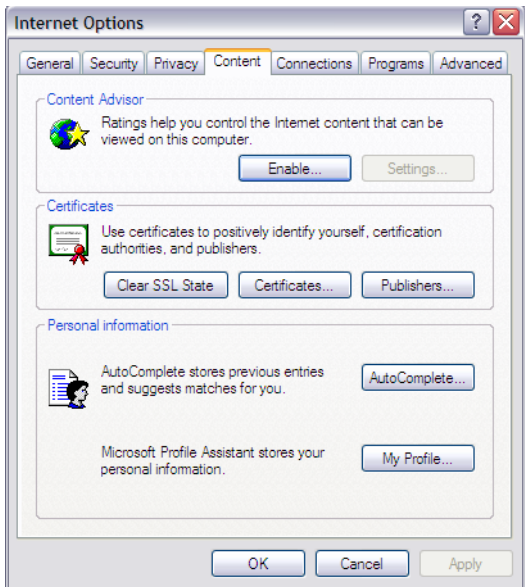 Internet Options
General Security Privacy Content Connections Programs Advanced
Content Advisor
Ratings help you control the Internet content that can be
viewed on this computer.
Enable... Settings...
Certificates
Use certificates to positively identify yourself, certification
authorities, and publishers.
Clear SSL State Certificates... Publishers...
Personal information
AutoComplete stores previous entries
and suggests matches for you.
AutoComplete...
Microsoft Profile Assistant stores your
personal information.
My Profile...
OK Cancel Apply